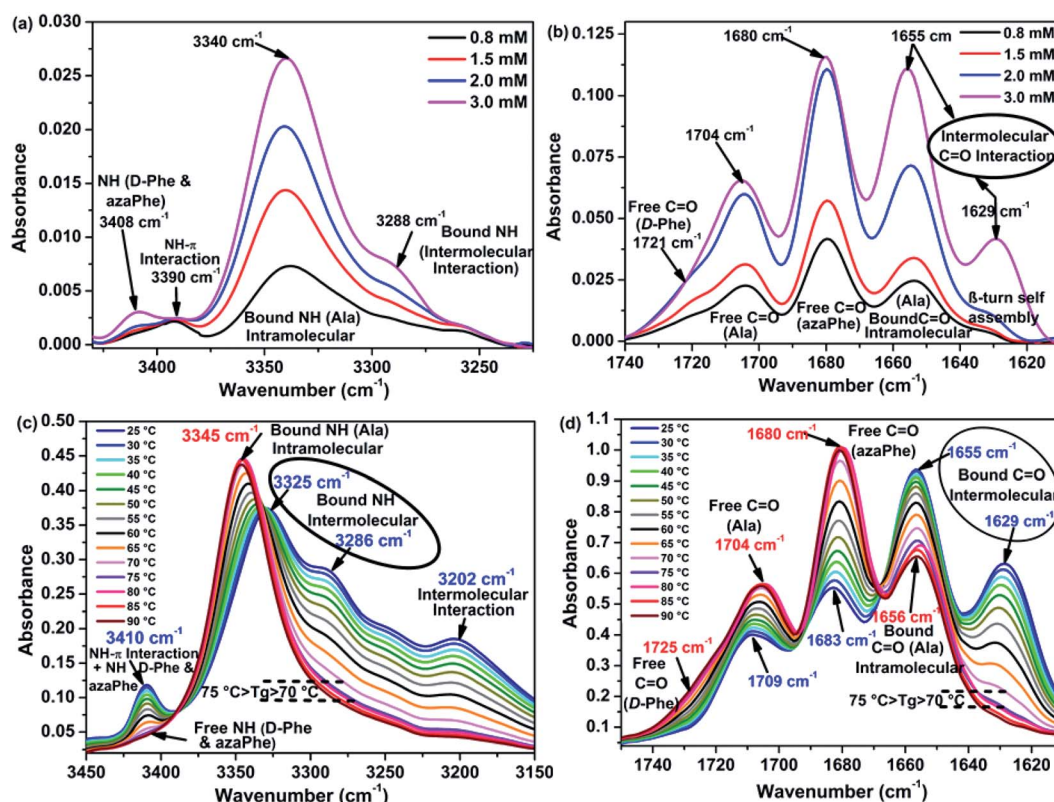 (a)
0.030
0.025
0.020
0.015
0.010
0.005
0.000
Absorbance
3340 cm-1
0.8 mM
1.5 mM
2.0 mM
3.0 mM
NH (D-Phe &
azaPhe)
3408 cm-1
NH-π
Interaction
3390 cm-1
3288 cm-1
Bound NH
(Intermolecular
Interaction)
Bound NH (Ala)
Intramolecular
3400
3350
3300
3250
Wavenumber (cm-1)
(b)
0.125
0.100
0.075
0.050
0.025
0.000
Absorbance
1680 cm-1
1655 cm
0.8 mM
1.5 mM
2.0 mM
3.0 mM
Intermolecular
C=O Interaction
1704 cm-1
Free C=O
(D-Phe)
1721 cm-1
1629 cm-1
Free C=O
(Ala)
Free C=O
(azaPhe)
(Ala)
BoundC=O
Intramolecular
ß-turn self
assembly
1740
1720
1700
1680
1660
1640
1620
Wavenumber (cm-1)
(c)
0.50
0.45
0.40
0.35
0.30
0.25
0.20
0.15
0.10
0.05
Absorbance
25 °C
30 °C
35 °C
40 °C
45 °C
50 °C
55 °C
60 °C
65 °C
70 °C
75 °C
80 °C
85 °C
90 °C
3345 cm-1
Bound NH (Ala)
Intramolecular
3325 cm-1
Bound NH
Intermolecular
3286 cm-1
3202 cm-1
Intermolecular
Interaction
3410 cm-1
NH-π Interaction
+ NH (D-Phe &
azaPhe)
75 °C>Tg>70 °C
Free NH (D-Phe
& azaPhe)
3450
3400
3350
3300
3250
3200
3150
Wavenumber (cm-1)
(d)
1.1
1.0
0.9
0.8
0.7
0.6
0.5
0.4
0.3
0.2
0.1
Absorbance
25 °C
30 °C
35 °C
40 °C
45 °C
50 °C
55 °C
60 °C
65 °C
70 °C
75 °C
80 °C
85 °C
90 °C
1680 cm-1
Free C=O
(azaPhe)
1655 cm-1
Bound C=O
Intermolecular
1629 cm-1
Free C=O
(Ala)
1704 cm-1
1725 cm-1
Free
C=O
(D-Phe)
1709 cm-1
1683 cm-1
1656 cm-1
Bound
C=O (Ala)
Intramolecular
75 °C>Tg>70 °C
1740
1720
1700
1680
1660
1640
1620
Wavenumber (cm-1)